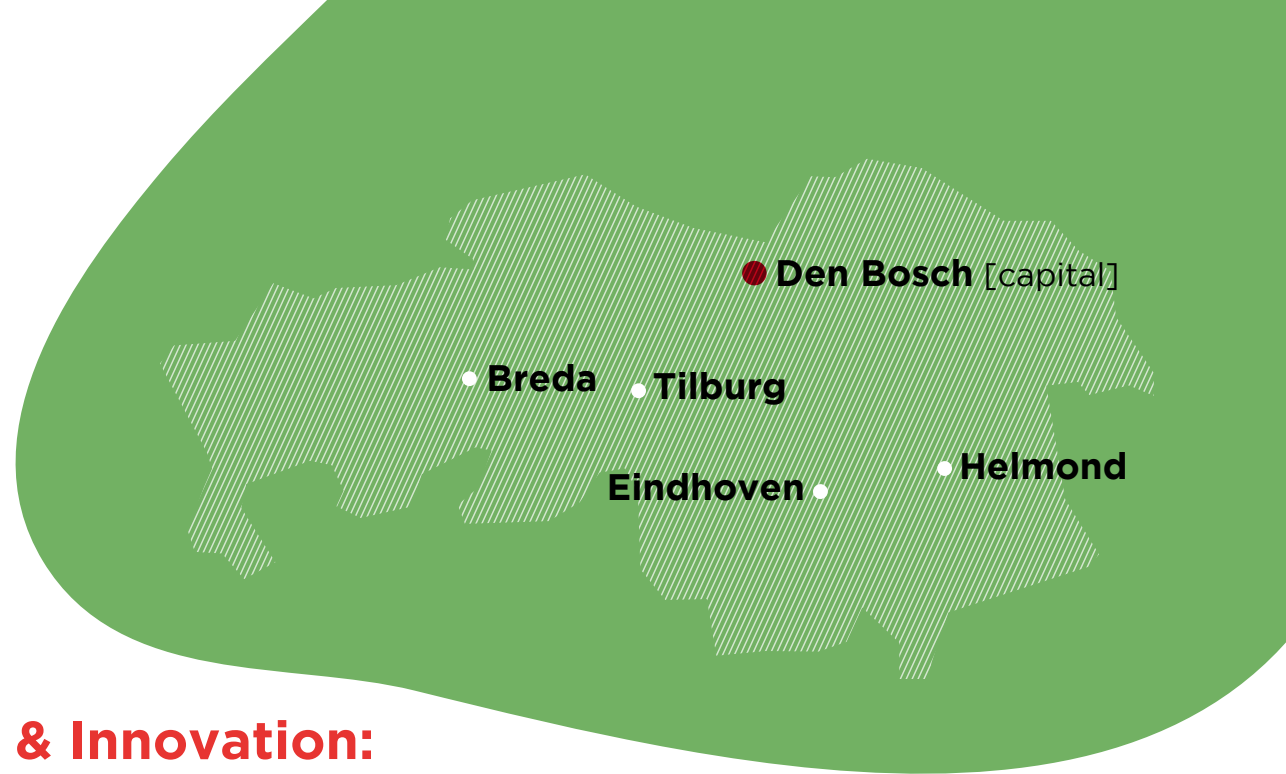 Den Bosch [capital]
Breda
Tilburg
Helmond
Eindhoven
& Innovation: